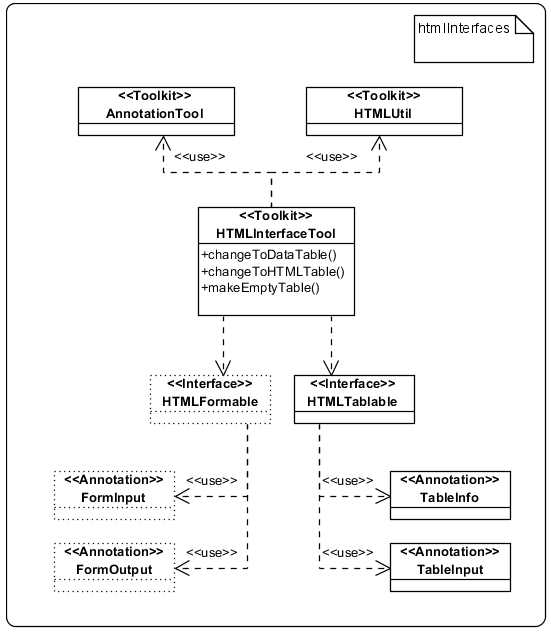 htmlInterfaces
<<Toolkit>>
AnnotationTool
<<Toolkit>>
HTMLUtil
<<use>>
<<use>>
<<Toolkit>>
HTMLInterfaceTool
+changeToDataTable()
+changeToHTMLTable()
+makeEmptyTable()
<<Interface>>
HTMLFormable
<<Interface>>
HTMLTablable
<<Annotation>>
FormInput
<<use>>
<<use>>
<<Annotation>>
TableInfo
<<Annotation>>
FormOutput
<<use>>
<<use>>
<<Annotation>>
TableInput